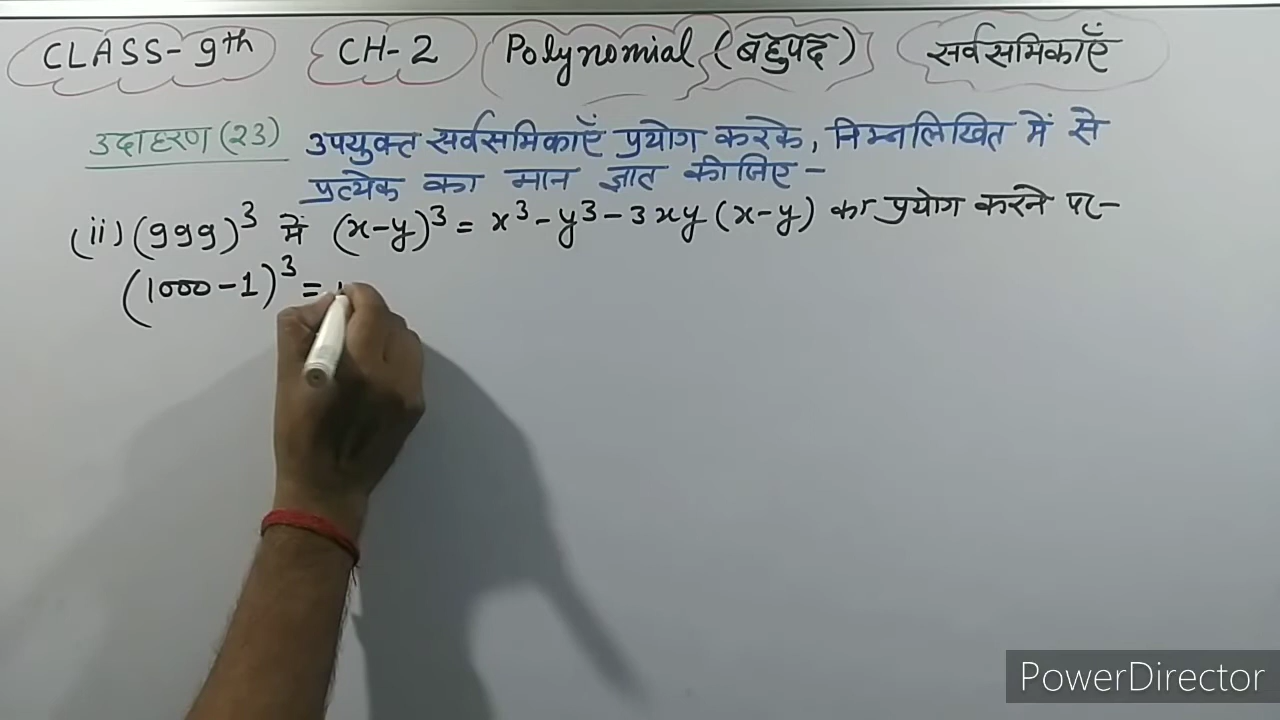 CLASS-9th CH-2 Polynomial (बहुपद) सर्वसमिकाएँ
उदाहरण (23) उपयुक्त सर्वसमिकाएँ प्रयोग करके, निम्नलिखित में से
प्रत्येक का मान ज्ञात कीजिए -
(ii) (999)³ में (x-y)³ = x³-y³-3xy(x-y) का प्रयोग करने पर-
(1000-1)³ =
PowerDirector